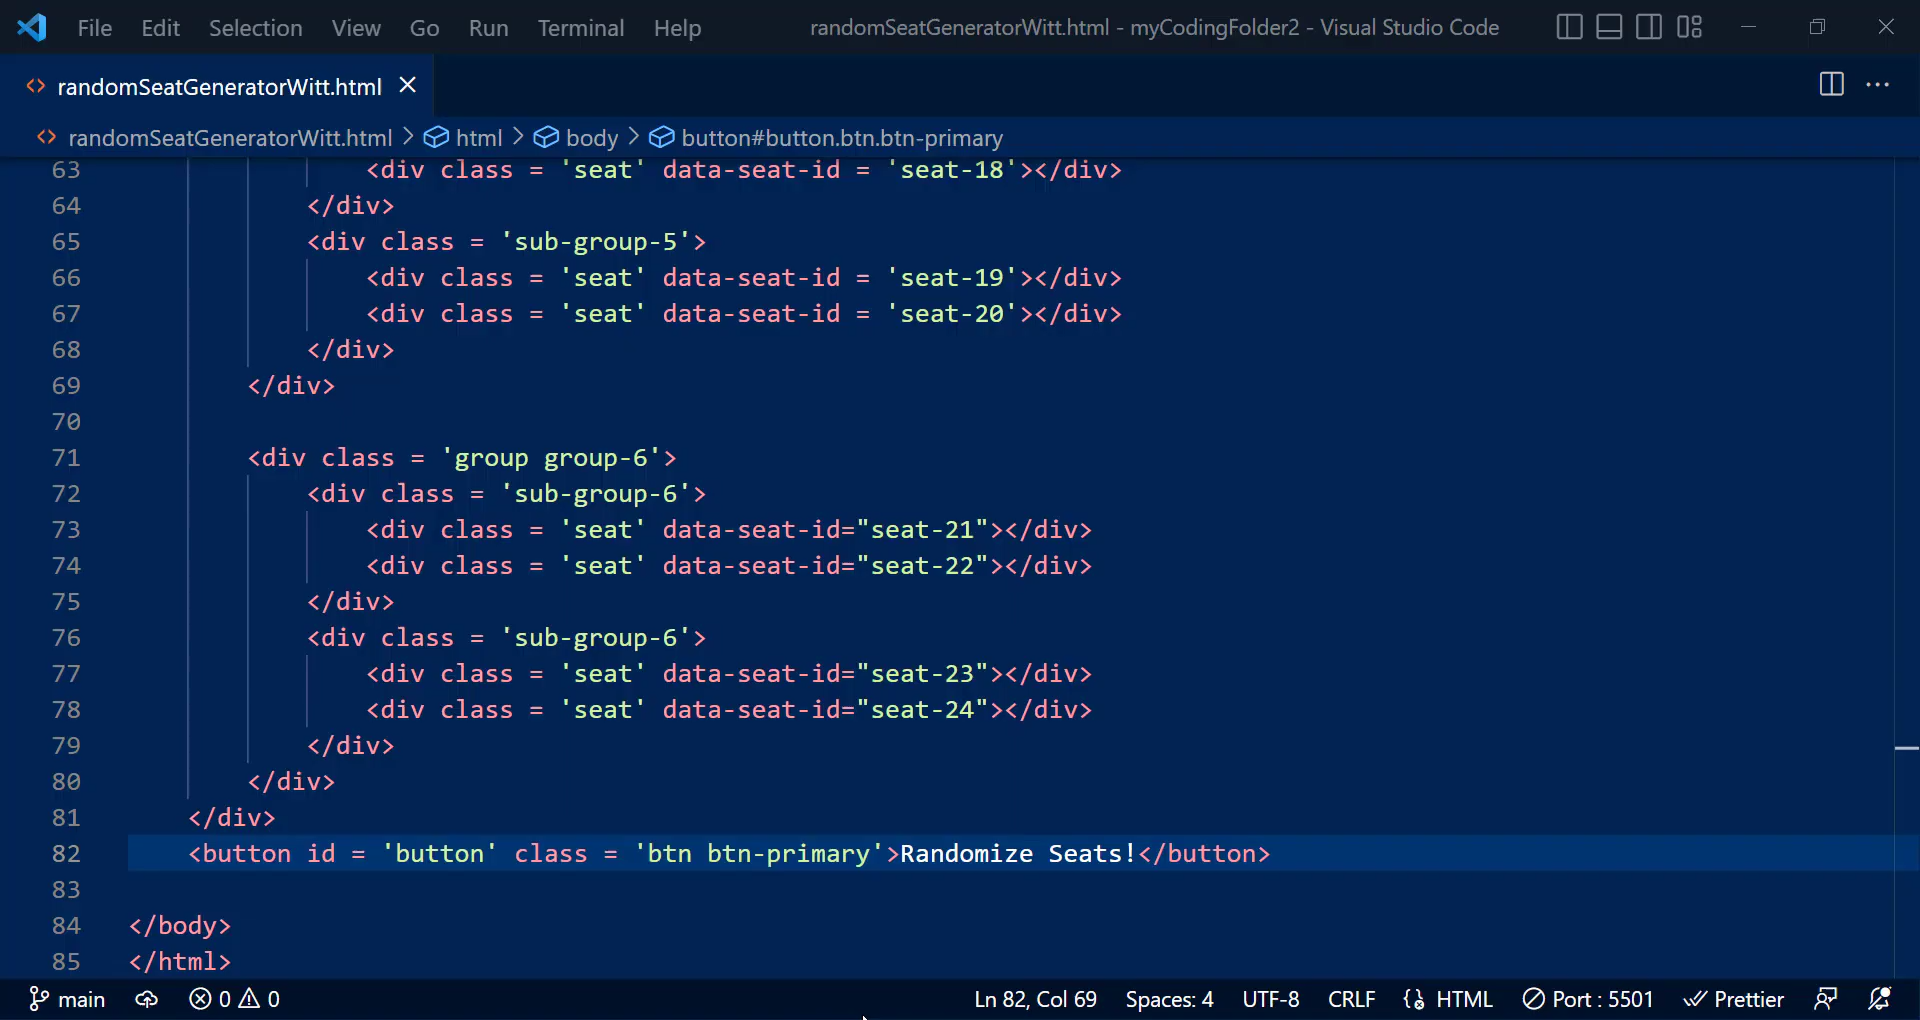 File Edit Selection View Go Run Terminal Help randomSeatGeneratorWitt.html - myCodingFolder2 - Visual Studio Code
randomSeatGeneratorWitt.html
randomSeatGeneratorWitt.html > html > body > button#button.btn.btn-primary
63 <div class = 'seat' data-seat-id = 'seat-18'></div>
64 </div>
65 <div class = 'sub-group-5'>
66 <div class = 'seat' data-seat-id = 'seat-19'></div>
67 <div class = 'seat' data-seat-id = 'seat-20'></div>
68 </div>
69 </div>
70
71 <div class = 'group group-6'>
72 <div class = 'sub-group-6'>
73 <div class = 'seat' data-seat-id="seat-21"></div>
74 <div class = 'seat' data-seat-id="seat-22"></div>
75 </div>
76 <div class = 'sub-group-6'>
77 <div class = 'seat' data-seat-id="seat-23"></div>
78 <div class = 'seat' data-seat-id="seat-24"></div>
79 </div>
80 </div>
81 </div>
82 <button id = 'button' class = 'btn btn-primary'>Randomize Seats!</button>
83
84 </body>
85 </html>
main 0 0 Ln 82, Col 69 Spaces: 4 UTF-8 CRLF HTML Port : 5501 Prettier